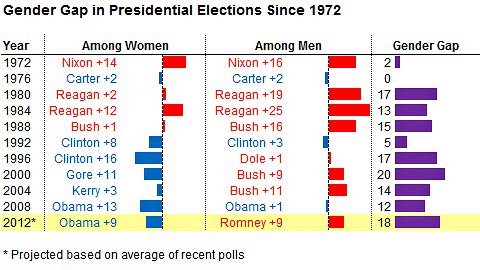 Gender Gap in Presidential Elections Since 1972
Year Among Women Among Men Gender Gap
1972 Nixon +14 Nixon +16 2
1976 Carter +2 Carter +2 0
1980 Reagan +2 Reagan +19 17
1984 Reagan +12 Reagan +25 13
1988 Bush +1 Bush +16 15
1992 Clinton +8 Clinton +3 5
1996 Clinton +16 Dole +1 17
2000 Gore +11 Bush +9 20
2004 Kerry +3 Bush +11 14
2008 Obama +13 Obama +1 12
2012* Obama +9 Romney +9 18
* Projected based on average of recent polls